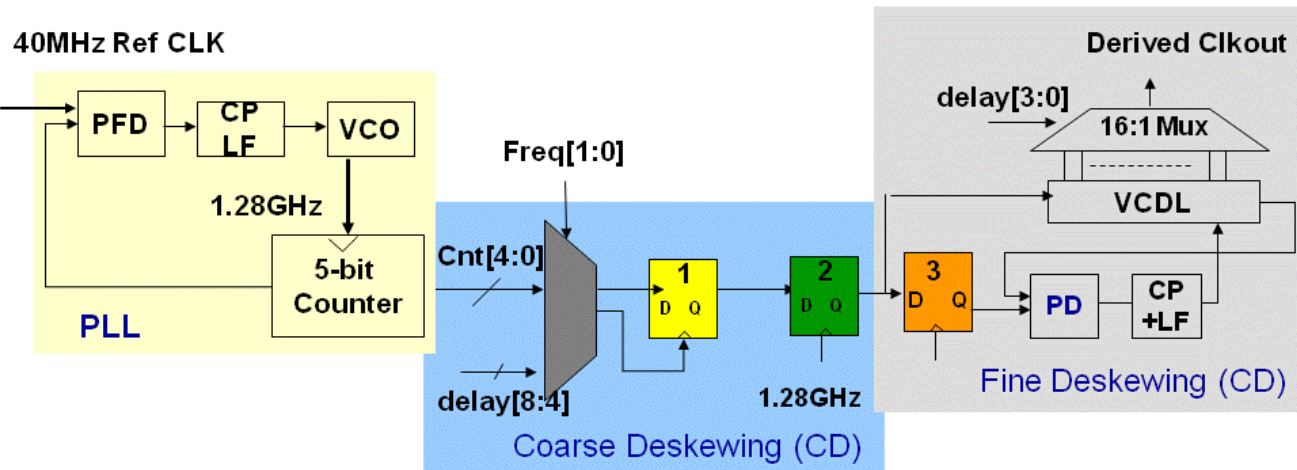 40MHz Ref CLK
PFD
CP
LF
VCO
1.28GHz
5-bit
Counter
PLL
Freq[1:0]
Cnt[4:0]
delay[8:4]
1
D Q
2
D Q
1.28GHz
Coarse Deskewing (CD)
Derived Clkout
delay[3:0]
16:1 Mux
VCDL
3
D Q
PD
CP
+LF
Fine Deskewing (CD)